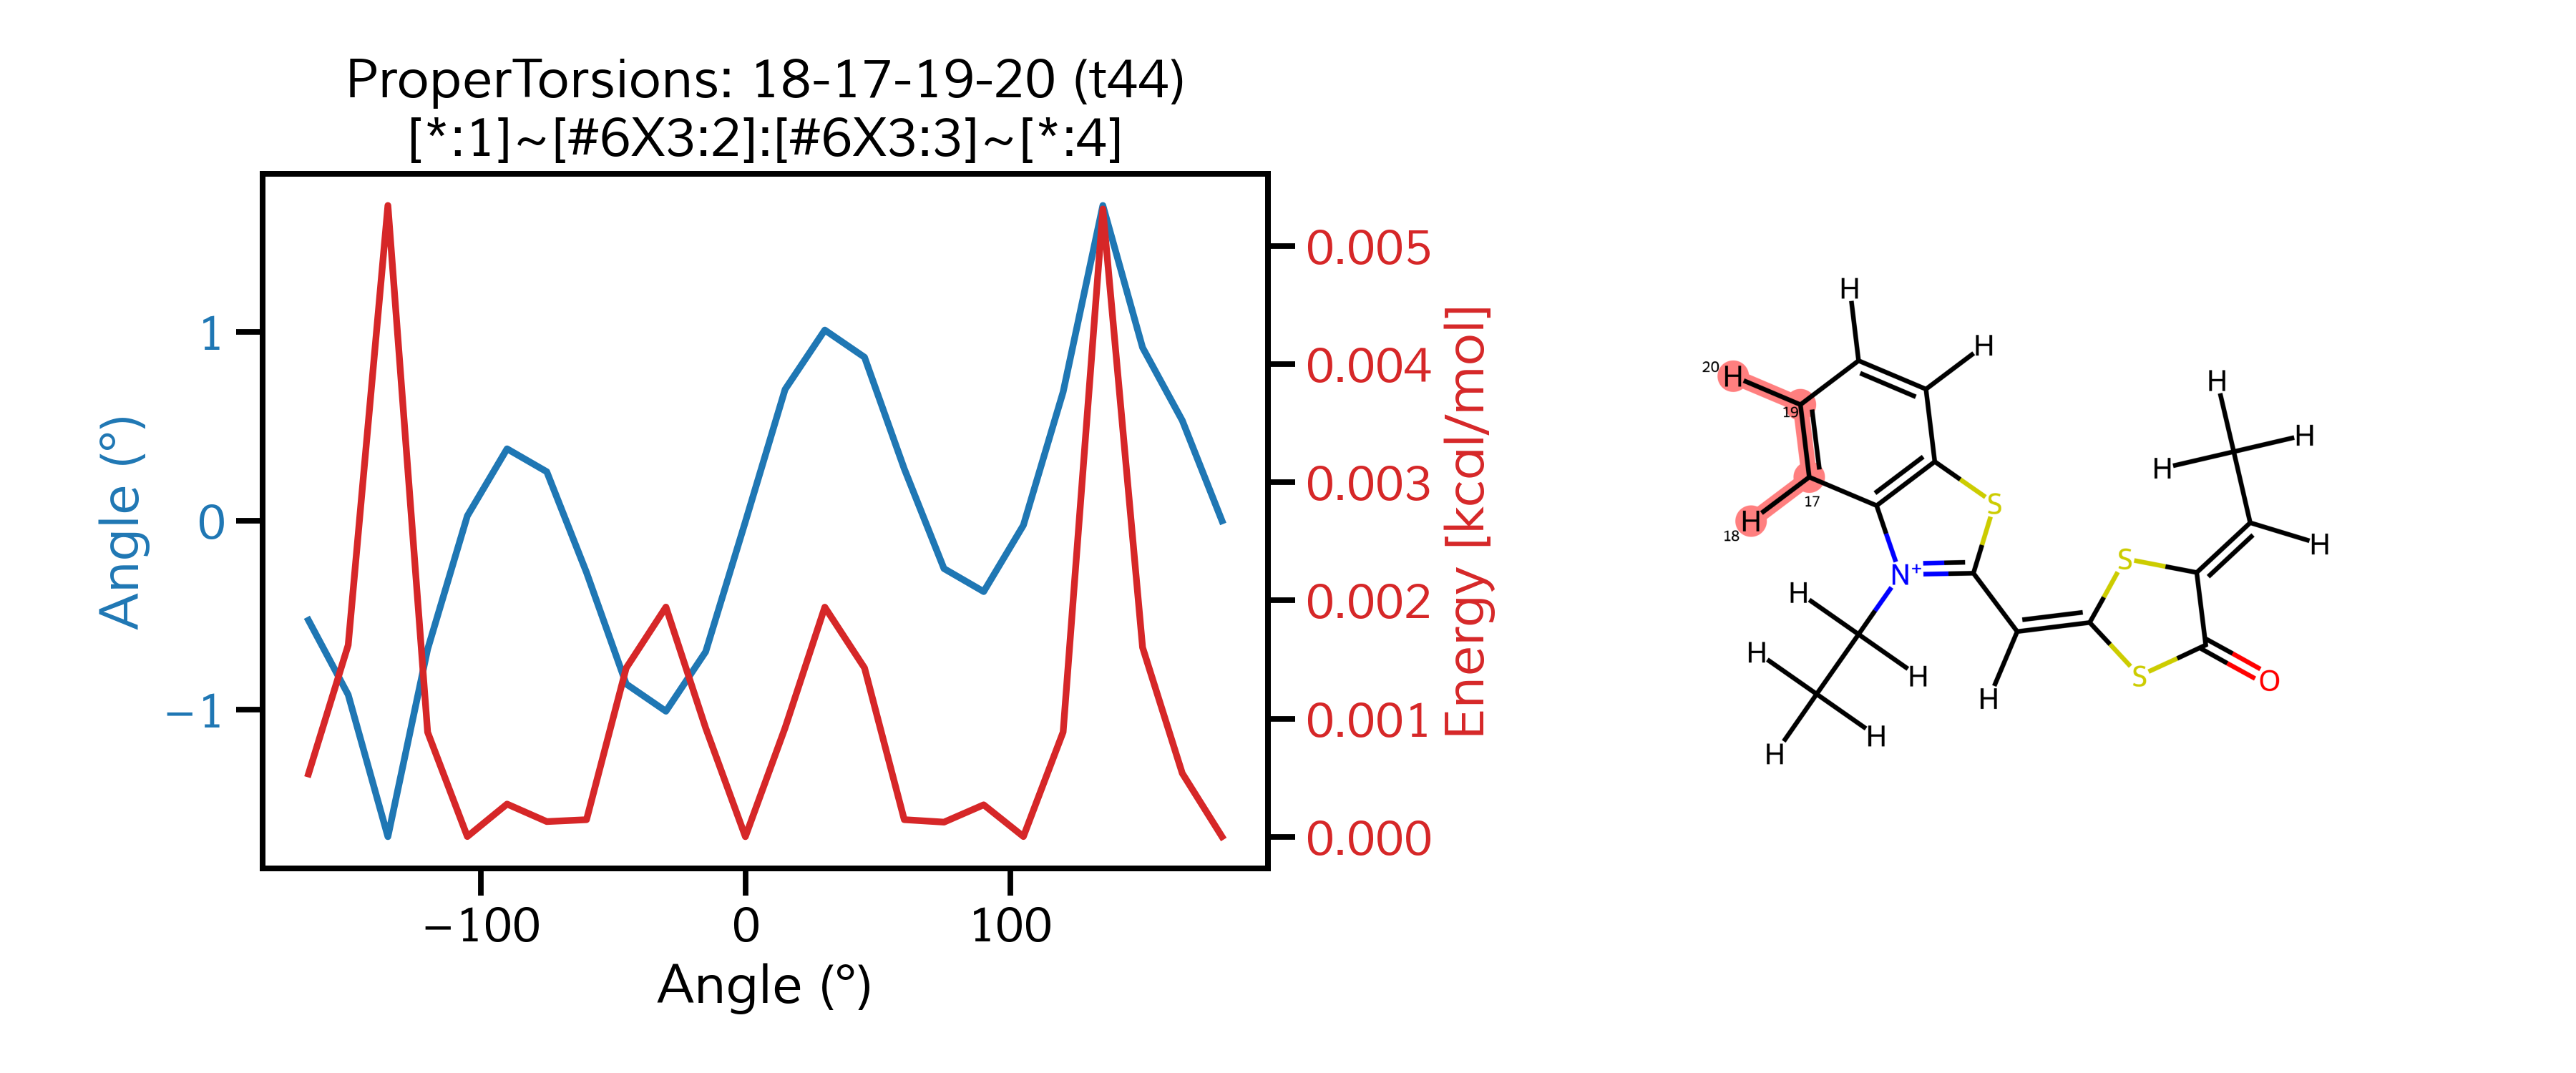 ProperTorsions: 18-17-19-20 (t44)
[*:1]~[#6X3:2]:[#6X3:3]~[*:4]
Angle (°)
1
0
−1
−100
0
100
Angle (°)
0.005
0.004
0.003
0.002
0.001
0.000
Energy [kcal/mol]
H
H
20
H
19
17
H
18
S
N⁺
H
H
H
H
H
H
S
S
O
H
H
H
H